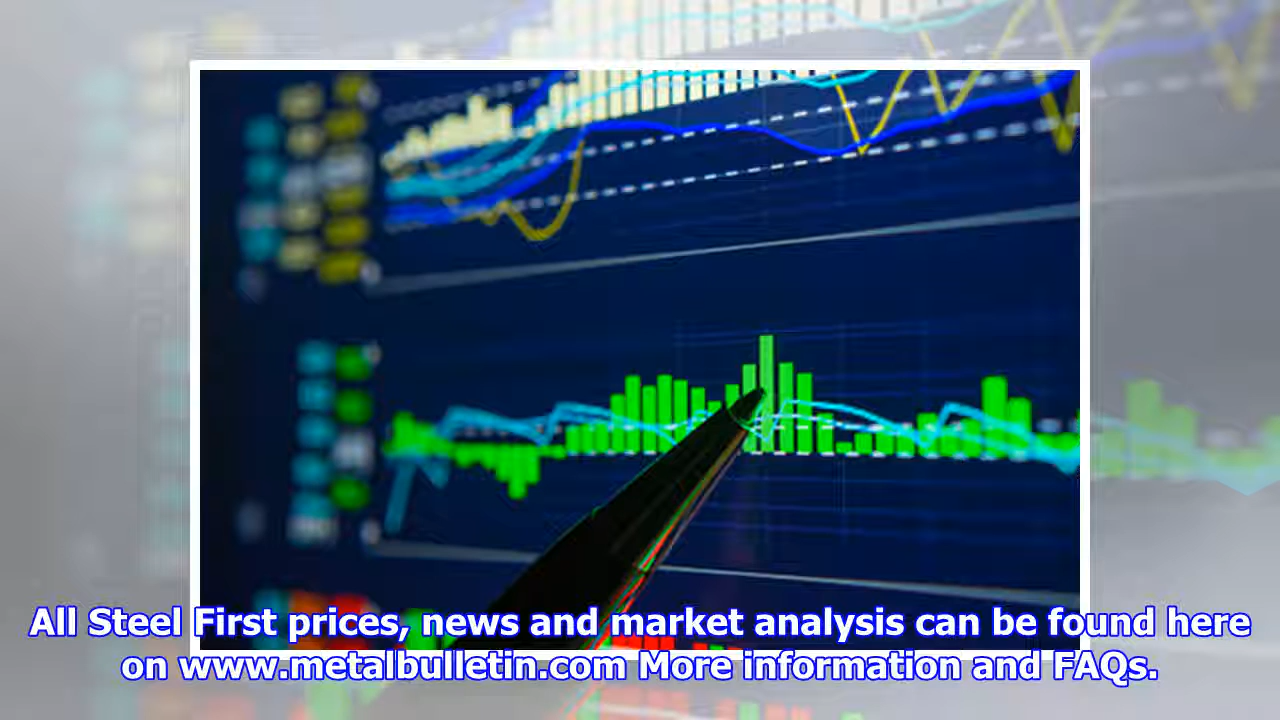 All Steel First prices, news and market analysis can be found here
on www.metalbulletin.com More information and FAQs.